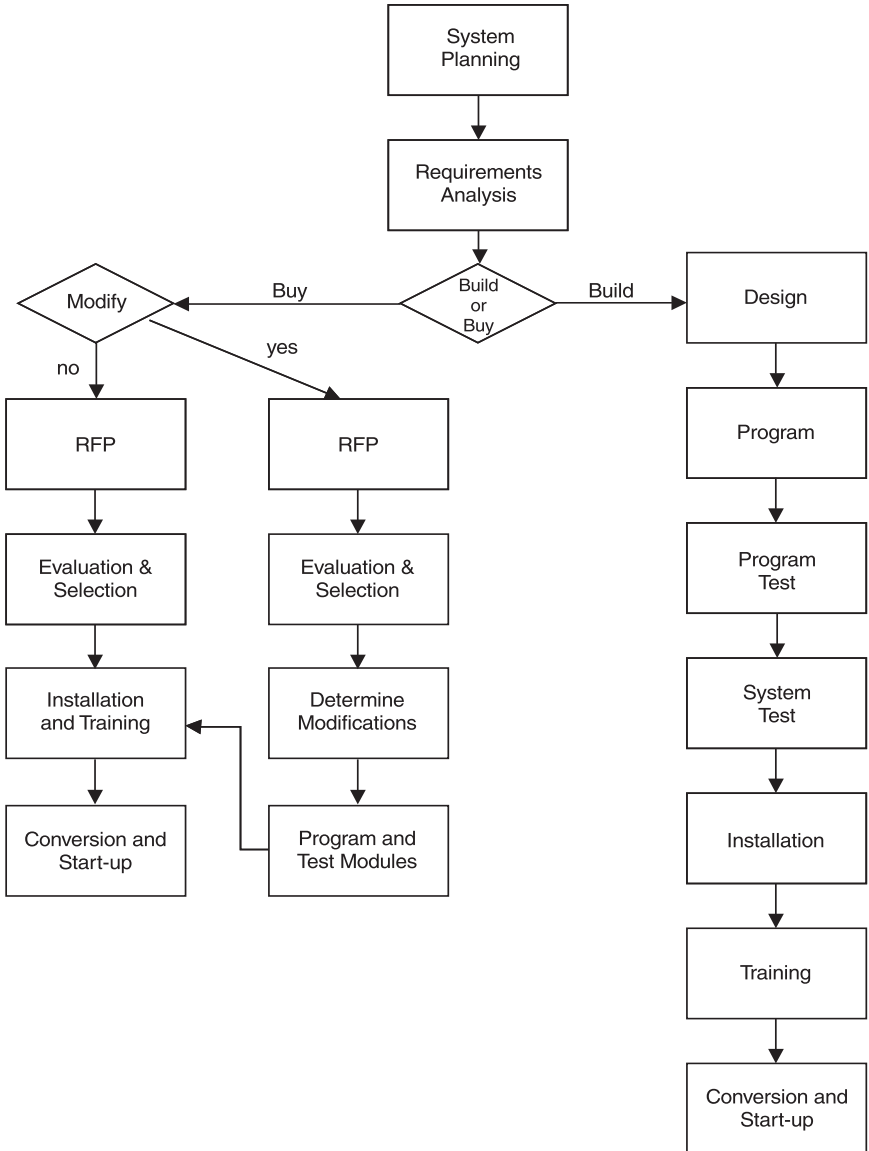 System
Planning
Requirements
Analysis
Build
or
Buy
Buy
Build
Modify
no
yes
Design
RFP
RFP
Program
Evaluation &
Selection
Evaluation &
Selection
Program
Test
Installation
and Training
Determine
Modifications
System
Test
Conversion and
Start-up
Program and
Test Modules
Installation
Training
Conversion and
Start-up